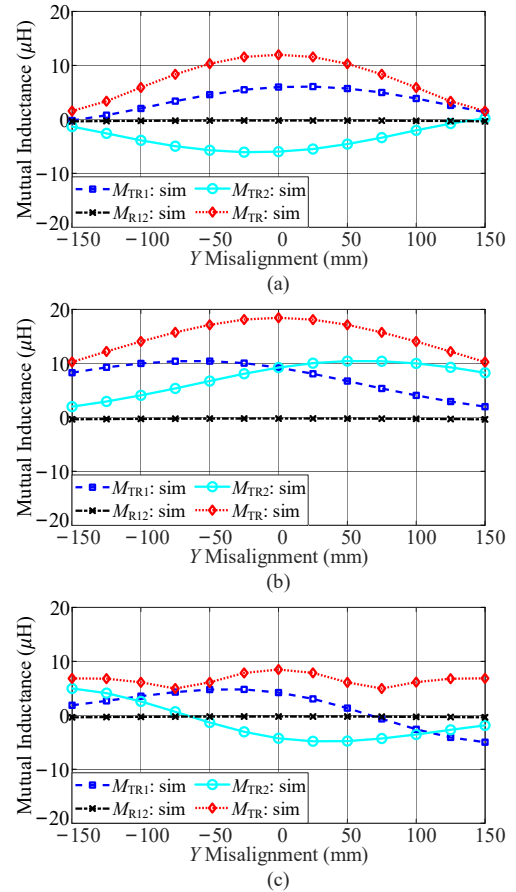 Mutual Inductance (μH)
20
10
0
−10
−20
M_TR1: sim
M_TR2: sim
M_R12: sim
M_TR: sim
−150
−100
−50
0
50
100
150
Y Misalignment (mm)
(a)
Mutual Inductance (μH)
20
10
0
−10
−20
M_TR1: sim
M_TR2: sim
M_R12: sim
M_TR: sim
−150
−100
−50
0
50
100
150
Y Misalignment (mm)
(b)
Mutual Inductance (μH)
20
10
0
−10
−20
M_TR1: sim
M_TR2: sim
M_R12: sim
M_TR: sim
−150
−100
−50
0
50
100
150
Y Misalignment (mm)
(c)